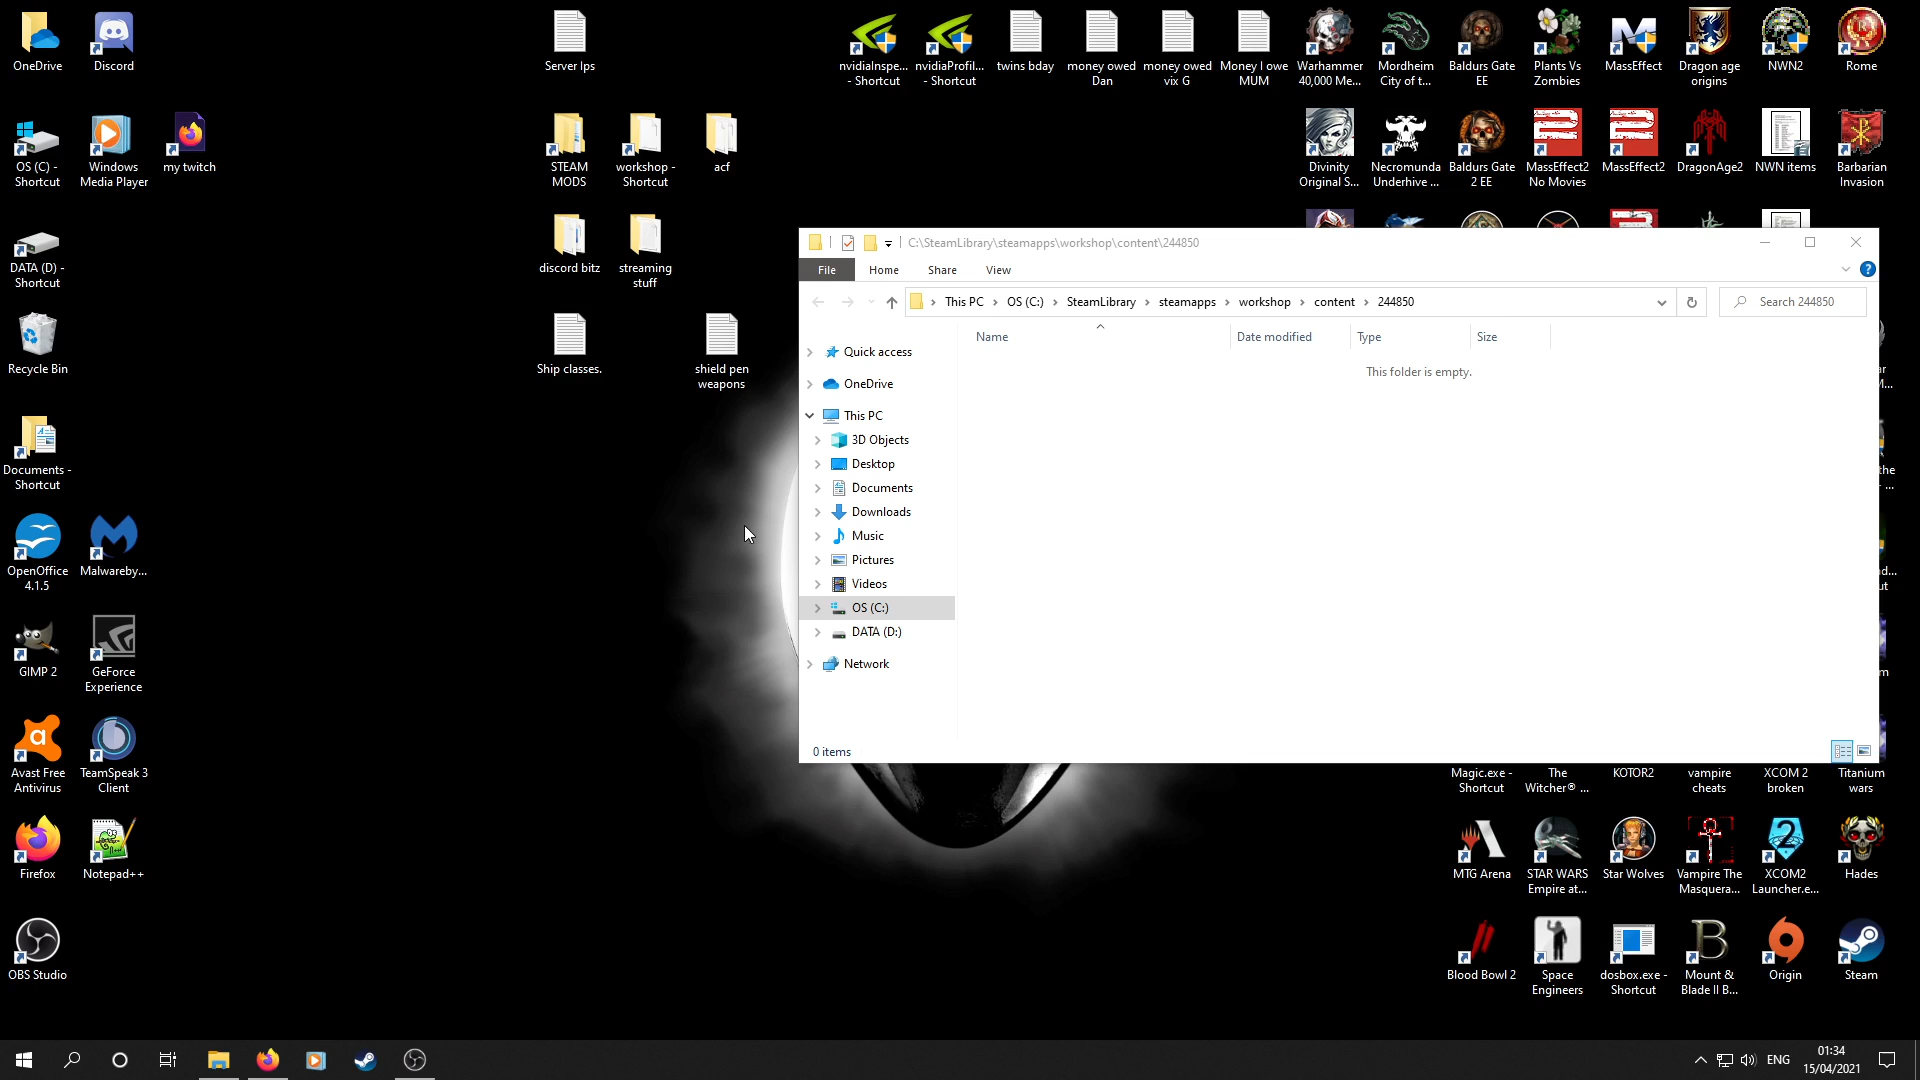 OneDrive
Discord
Server Ips
nvidiaInspe...
- Shortcut
nvidiaProfil...
- Shortcut
twins bday
money owed
Dan
money owed
vix G
Money I owe
MUM
Warhammer
40,000 Me...
Mordheim
City of t...
Baldurs Gate
EE
Plants Vs
Zombies
MassEffect
Dragon age
origins
NWN2
Rome
OS (C) -
Shortcut
Windows
Media Player
my twitch
STEAM
MODS
workshop -
Shortcut
acf
Divinity
Original S...
Necromunda
Underhive ...
Baldurs Gate
2 EE
MassEffect2
No Movies
MassEffect2
DragonAge2
NWN items
Barbarian
Invasion
DATA (D) -
Shortcut
discord bitz
streaming
stuff
C:\SteamLibrary\steamapps\workshop\content\244850
File
Home
Share
View
This PC
OS (C:)
SteamLibrary
steamapps
workshop
content
244850
Search 244850
Recycle Bin
Ship classes.
shield pen
weapons
Name
Date modified
Type
Size
This folder is empty.
Quick access
OneDrive
This PC
3D Objects
Desktop
Documents
Downloads
Music
Pictures
Videos
OS (C:)
DATA (D:)
Network
0 items
Documents -
Shortcut
OpenOffice
4.1.5
Malwareby...
GIMP 2
GeForce
Experience
Avast Free
Antivirus
TeamSpeak 3
Client
Magic.exe -
Shortcut
The
Witcher® ...
KOTOR2
vampire
cheats
XCOM 2
broken
Titanium
wars
Firefox
Notepad++
MTG Arena
STAR WARS
Empire at...
Star Wolves
Vampire The
Masquera...
XCOM2
Launcher.e...
Hades
OBS Studio
Blood Bowl 2
Space
Engineers
dosbox.exe -
Shortcut
Mount &
Blade II B...
Origin
Steam
ENG
01:34
15/04/2021